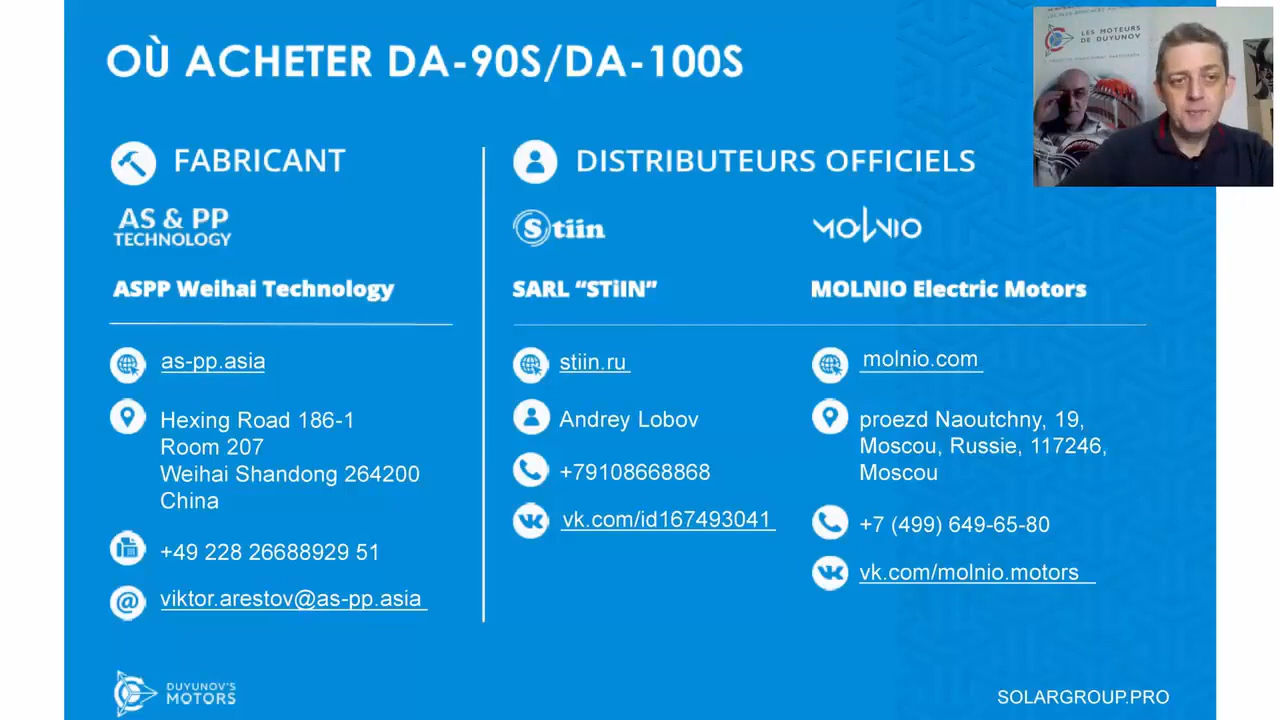 OÙ ACHETER DA-90S/DA-100S
LES MOTEURS
DE DUYUNOV
FABRICANT
AS & PP
TECHNOLOGY
ASPP Weihai Technology
as-pp.asia
Hexing Road 186-1
Room 207
Weihai Shandong 264200
China
+49 228 26688929 51
viktor.arestov@as-pp.asia
DISTRIBUTEURS OFFICIELS
Stiin
SARL “STiIN”
stiin.ru
Andrey Lobov
+79108668868
vk.com/id167493041
MOLNIO
MOLNIO Electric Motors
molnio.com
proezd Naoutchny, 19,
Moscou, Russie, 117246,
Moscou
+7 (499) 649-65-80
vk.com/molnio.motors
DUYUNOV'S
MOTORS
SOLARGROUP.PRO